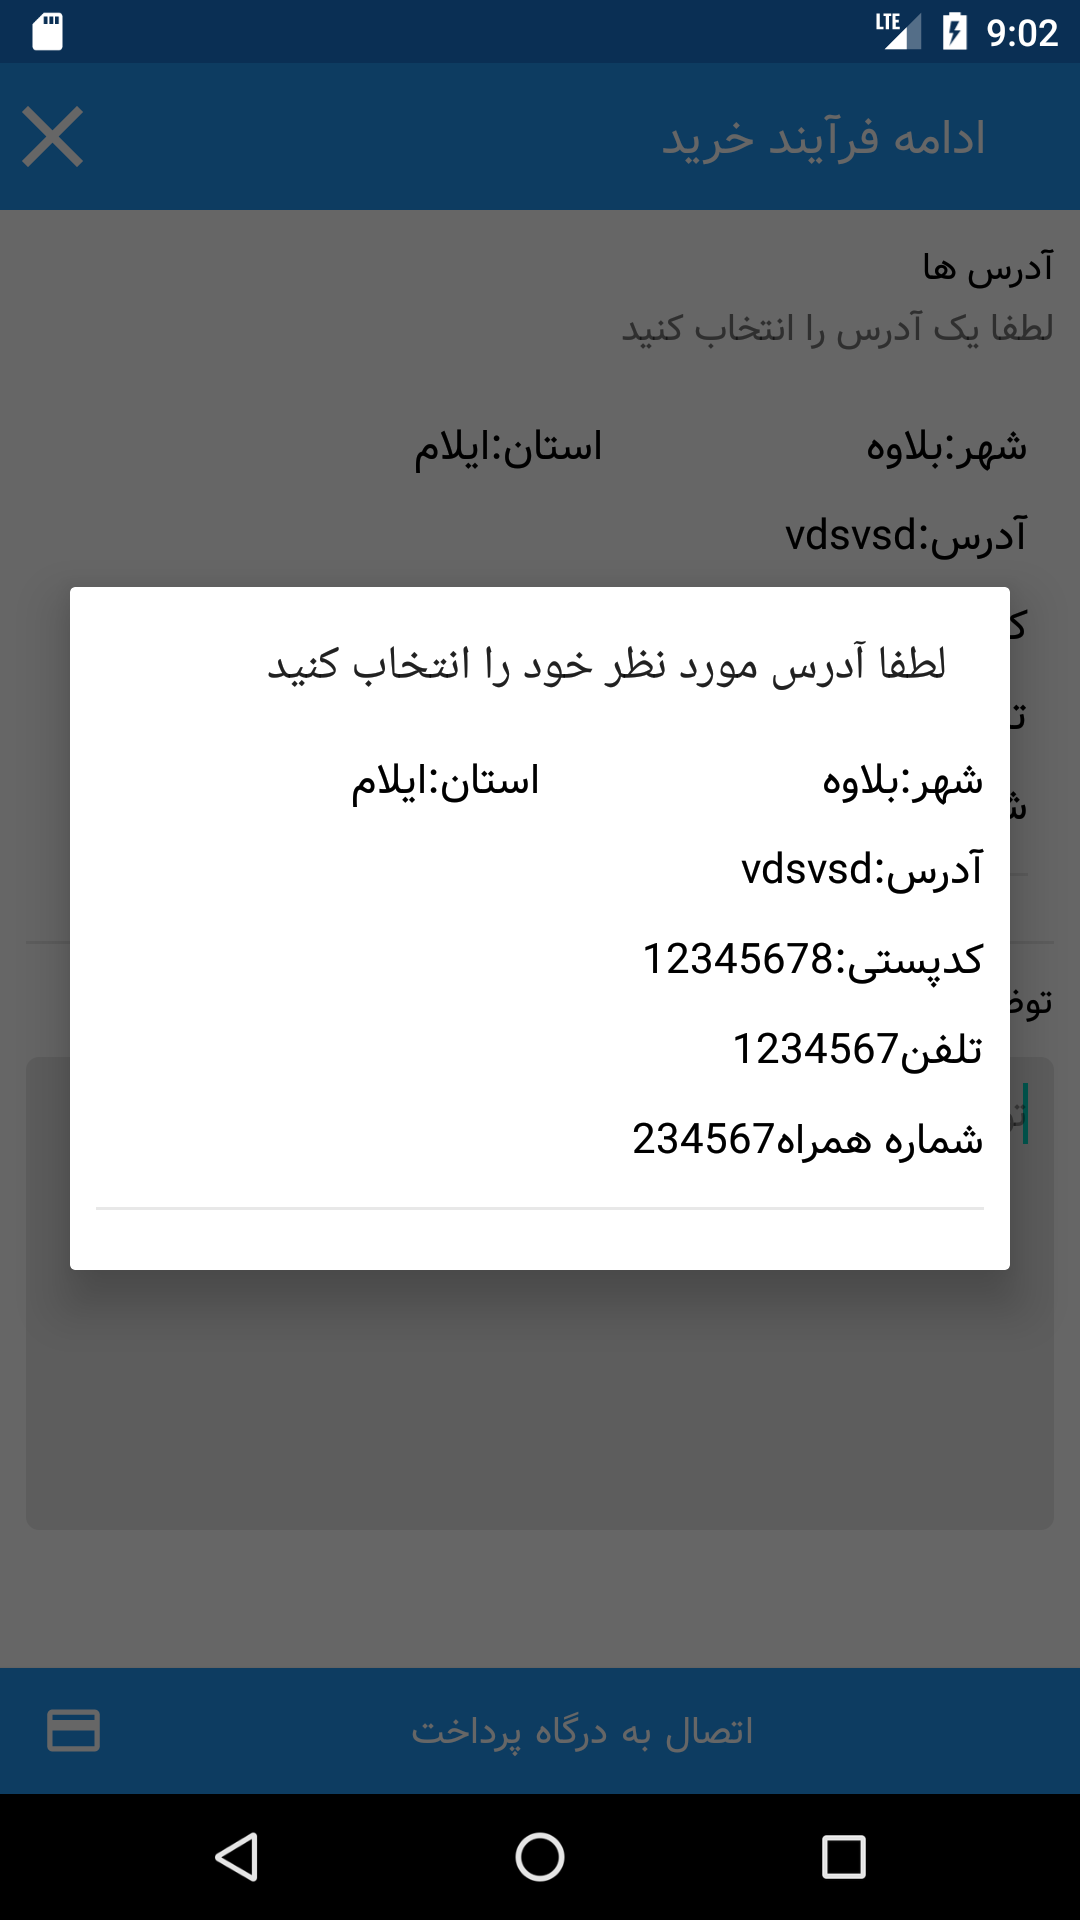 LTE 9:02
ادامه فرآیند خرید
آدرس ها
لطفا یک آدرس را انتخاب کنید
شهر:بلاوه استان:ایلام
آدرس:vdsvsd
لطفا آدرس مورد نظر خود را انتخاب کنید
شهر:بلاوه استان:ایلام
آدرس:vdsvsd
کدپستی:12345678
تلفن1234567
شماره همراه234567
اتصال به درگاه پرداخت